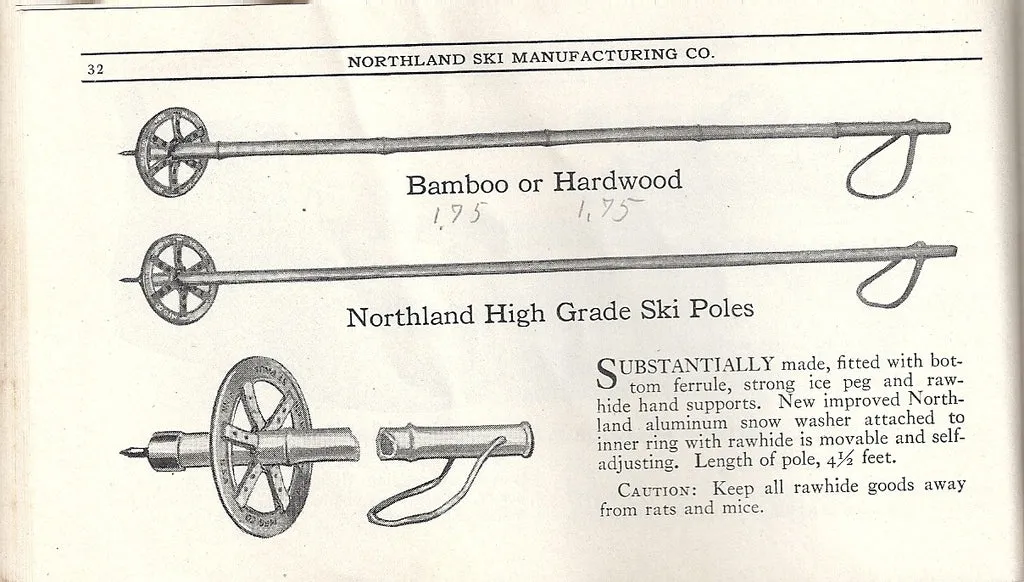 32
NORTHLAND SKI MANUFACTURING CO.
Bamboo or Hardwood
1.75 1.75
Northland High Grade Ski Poles
SUBSTANTIALLY made, fitted with bot-
tom ferrule, strong ice peg and raw-
hide hand supports. New improved North-
land aluminum snow washer attached to
inner ring with rawhide is movable and self-
adjusting. Length of pole, 4½ feet.
CAUTION: Keep all rawhide goods away
from rats and mice.